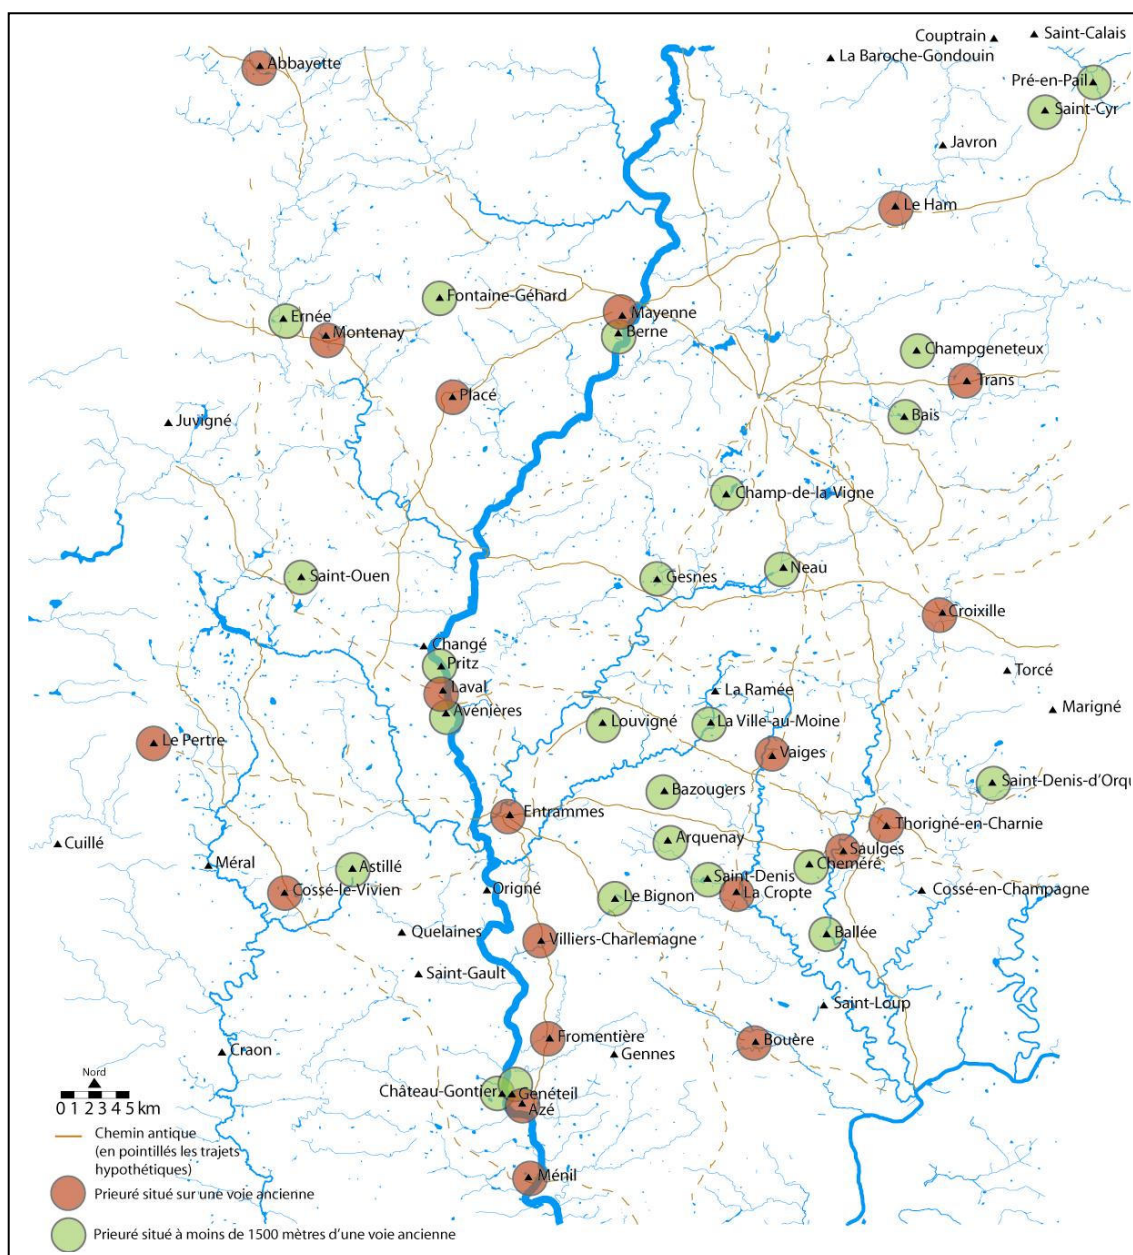 Couptrain
Saint-Calais
La Baroche-Gondouin
Abbayette
Pré-en-Pail
Saint-Cyr
Javron
Le Ham
Fontaine-Géhard
Ernée
Mayenne
Montenay
Berne
Champgeneteux
Trans
Placé
Bais
Juvigné
Champ-de-la Vigne
Neau
Saint-Ouen
Gesnes
Croixille
Changé
Pritz
Torcé
Laval
La Ramée
Marigné
Avenières
Louvigné
La Ville-au-Moine
Le Pertre
Vaiges
Saint-Denis-d'Orqu
Bazougers
Entrammes
Thorigné-en-Charnie
Cuillé
Arquenay
Saulges
Méral
Astillé
Cheméré
Saint-Denis
Cossé-le-Vivien
Origné
La Cropte
Cossé-en-Champagne
Le Bignon
Quelaines
Villiers-Charlemagne
Ballée
Saint-Gault
Saint-Loup
Fromentière
Bouère
Craon
Gennes
Nord
Château-Gontier
Genéteil
0 1 2 3 4 5 km
Azé
Chemin antique
(en pointillés les trajets
hypothétiques)
Ménil
Prieuré situé sur une voie ancienne
Prieuré situé à moins de 1500 mètres d'une voie ancienne